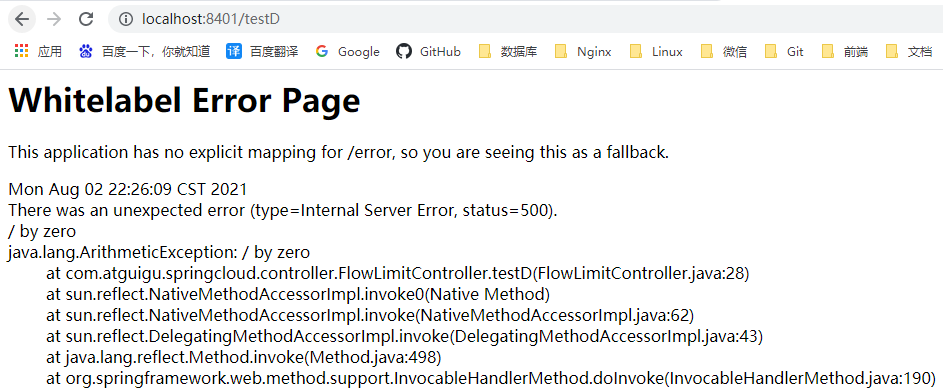 localhost:8401/testD
应用 百度一下，你就知道 译 百度翻译 Google GitHub 数据库 Nginx Linux 微信 Git 前端 文档
Whitelabel Error Page
This application has no explicit mapping for /error, so you are seeing this as a fallback.
Mon Aug 02 22:26:09 CST 2021
There was an unexpected error (type=Internal Server Error, status=500).
/ by zero
java.lang.ArithmeticException: / by zero
at com.atguigu.springcloud.controller.FlowLimitController.testD(FlowLimitController.java:28)
at sun.reflect.NativeMethodAccessorImpl.invoke0(Native Method)
at sun.reflect.NativeMethodAccessorImpl.invoke(NativeMethodAccessorImpl.java:62)
at sun.reflect.DelegatingMethodAccessorImpl.invoke(DelegatingMethodAccessorImpl.java:43)
at java.lang.reflect.Method.invoke(Method.java:498)
at org.springframework.web.method.support.InvocableHandlerMethod.doInvoke(InvocableHandlerMethod.java:190)